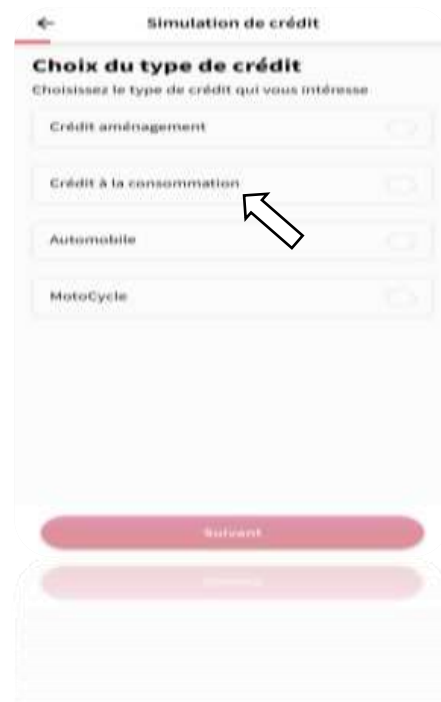 Simulation de crédit
Choix du type de crédit
Choisissez le type de crédit qui vous intéresse
Crédit aménagement
Crédit à la consommation
Automobile
MotoCycle
Suivant